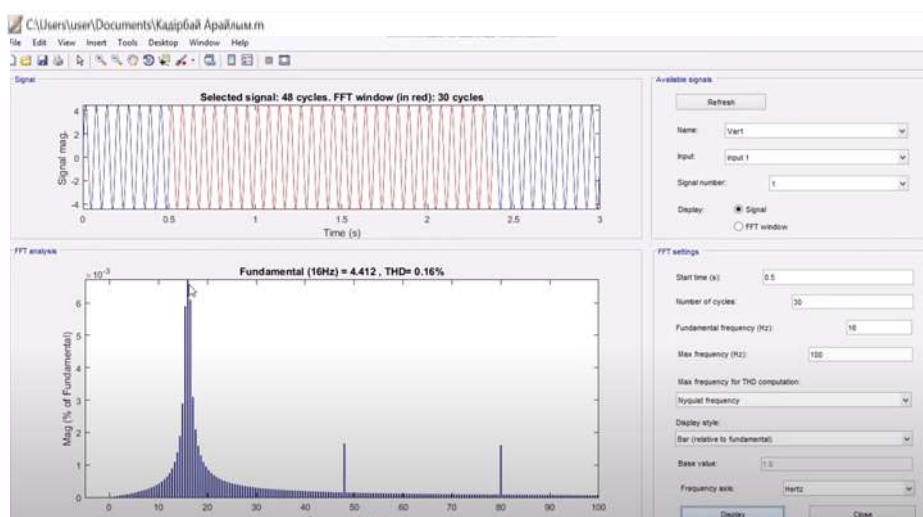 C:\Users\user\Documents\Кадірбай Арайлым.m
File Edit View Insert Tools Desktop Window Help
Signal
Selected signal: 48 cycles. FFT window (in red): 30 cycles
Signal mag.
4
2
0
-2
-4
0 0.5 1 1.5 2 2.5 3
Time (s)
FFT analysis
×10-3
Fundamental (16Hz) = 4.412 , THD= 0.16%
Mag (% of Fundamental)
6
5
4
3
2
1
0
0 10 20 30 40 50 60 70 80 90 100
Available signals
Refresh
Name: Var1
Input: input 1
Signal number: 1
Display: Signal
FFT window
FFT settings
Start time (s): 0.5
Number of cycles: 30
Fundamental frequency (Hz): 16
Max frequency (Hz): 100
Max frequency for THD computation:
Nyquist frequency
Display style:
Bar (relative to fundamental)
Base value: 1.0
Frequency axis: Hertz
Display Close